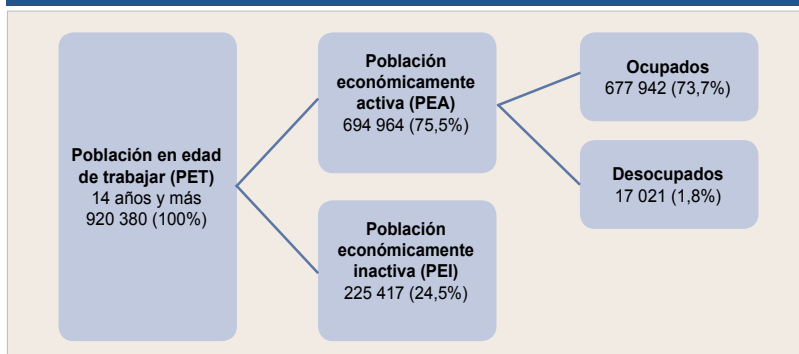 Población en edad
de trabajar (PET)
14 años y más
920 380 (100%)
Población
económicamente
activa (PEA)
694 964 (75,5%)
Población
económicamente
inactiva (PEI)
225 417 (24,5%)
Ocupados
677 942 (73,7%)
Desocupados
17 021 (1,8%)